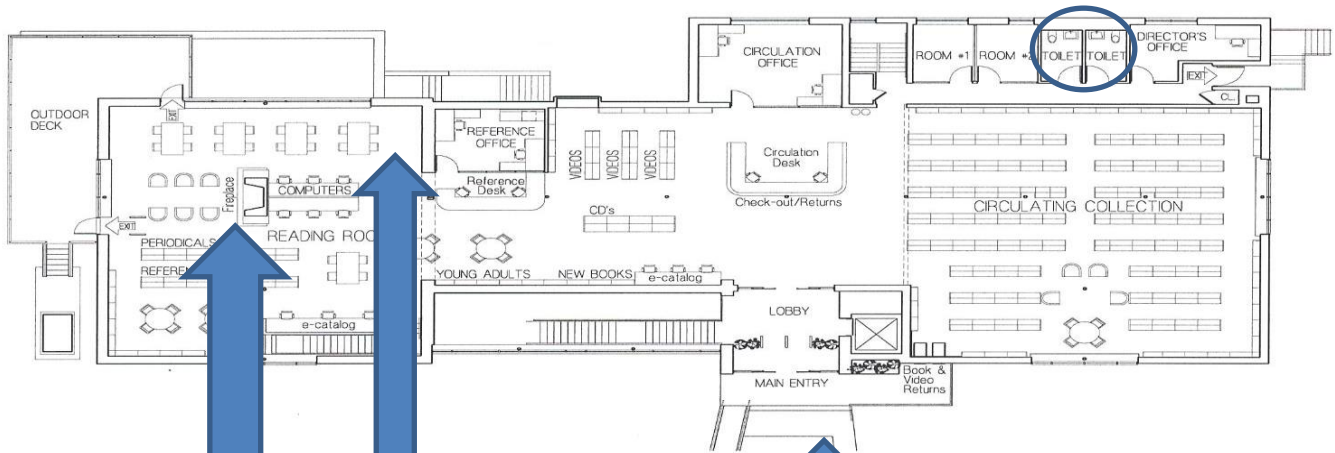 OUTDOOR
DECK
EXIT
EXIT
Fireplace
COMPUTERS
READING ROO
PERIODICALS
e-catalog
REFERENCE
OFFICE
Reference
Desk
YOUNG ADULTS
NEW BOOKS
e-catalog
VIDEOS
VIDEOS
VIDEOS
CD's
CIRCULATION
OFFICE
Circulation
Desk
Check-out/Returns
LOBBY
MAIN ENTRY
Book &
Video
Returns
ROOM #1
ROOM #2
TOILET
TOILET
DIRECTOR'S
OFFICE
EXIT
CL.
CIRCULATING COLLECTION